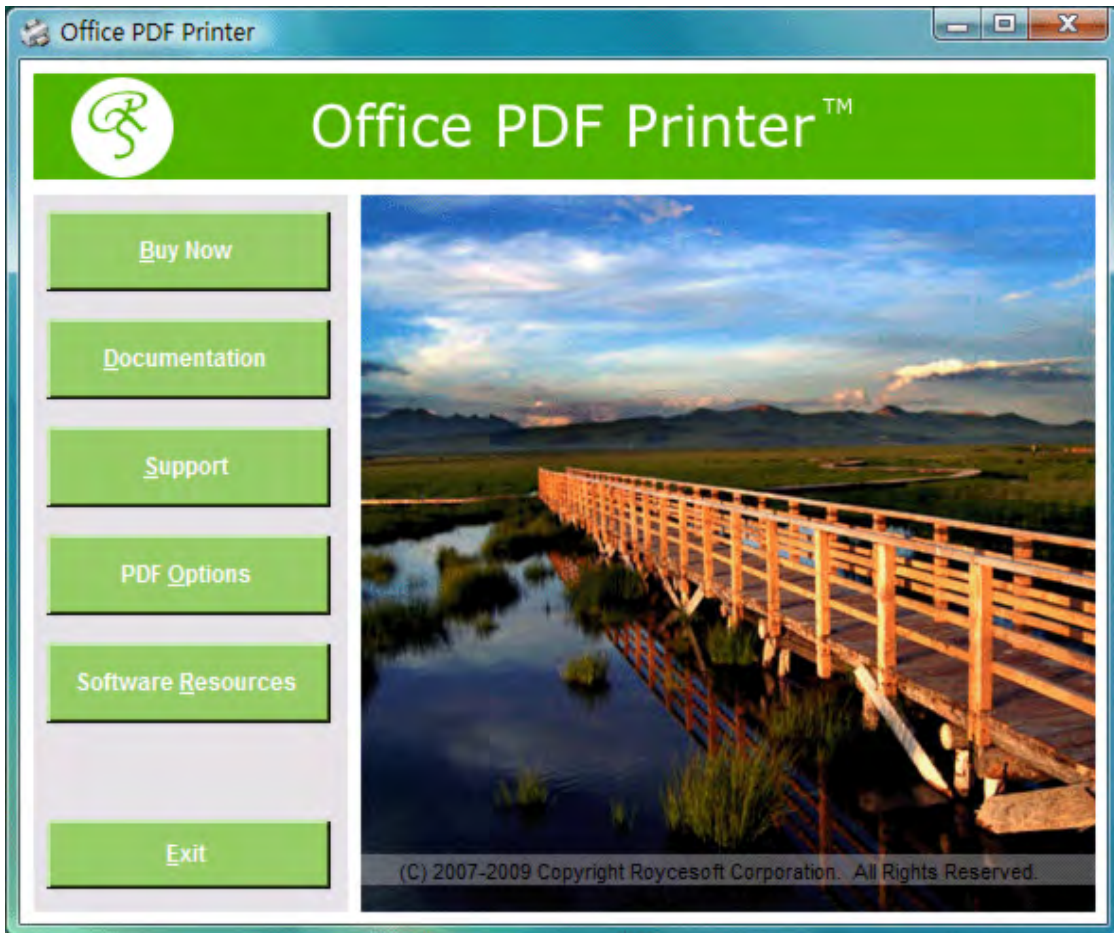 Office PDF Printer
Office PDF Printer™
Buy Now
Documentation
Support
PDF Options
Software Resources
Exit
(C) 2007-2009 Copyright Roycesoft Corporation. All Rights Reserved.